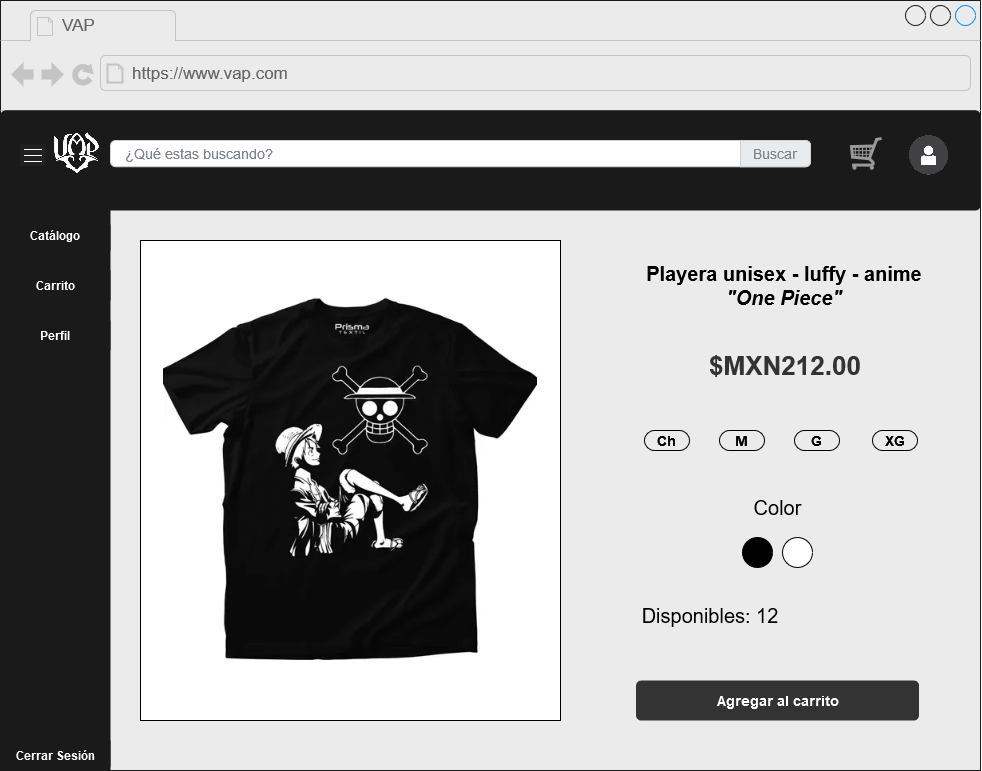 VAP
https://www.vap.com
VAP
¿Qué estas buscando?
Buscar
Catálogo
Carrito
Perfil
Cerrar Sesión
Prisma
TEXTIL
Playera unisex - luffy - anime
"One Piece"
$MXN212.00
Ch M G XG
Color
Disponibles: 12
Agregar al carrito